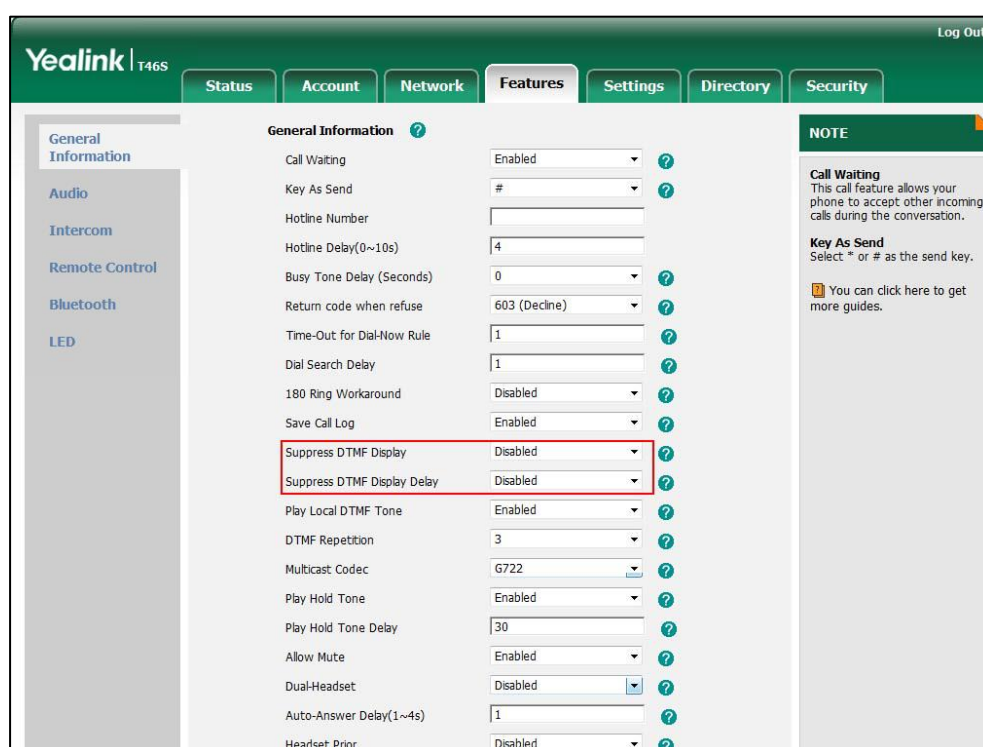 Log Out
Yealink | T46S
Status Account Network Features Settings Directory Security
General
Information
Audio
Intercom
Remote Control
Bluetooth
LED
General Information ?
Call Waiting Enabled ?
Key As Send # ?
Hotline Number
Hotline Delay(0~10s) 4
Busy Tone Delay (Seconds) 0 ?
Return code when refuse 603 (Decline) ?
Time-Out for Dial-Now Rule 1 ?
Dial Search Delay 1 ?
180 Ring Workaround Disabled ?
Save Call Log Enabled ?
Suppress DTMF Display Disabled ?
Suppress DTMF Display Delay Disabled ?
Play Local DTMF Tone Enabled ?
DTMF Repetition 3 ?
Multicast Codec G722 ?
Play Hold Tone Enabled ?
Play Hold Tone Delay 30 ?
Allow Mute Enabled ?
Dual-Headset Disabled ?
Auto-Answer Delay(1~4s) 1 ?
Headset Prior Disabled ?
NOTE
Call Waiting
This call feature allows your
phone to accept other incoming
calls during the conversation.
Key As Send
Select * or # as the send key.
? You can click here to get
more guides.